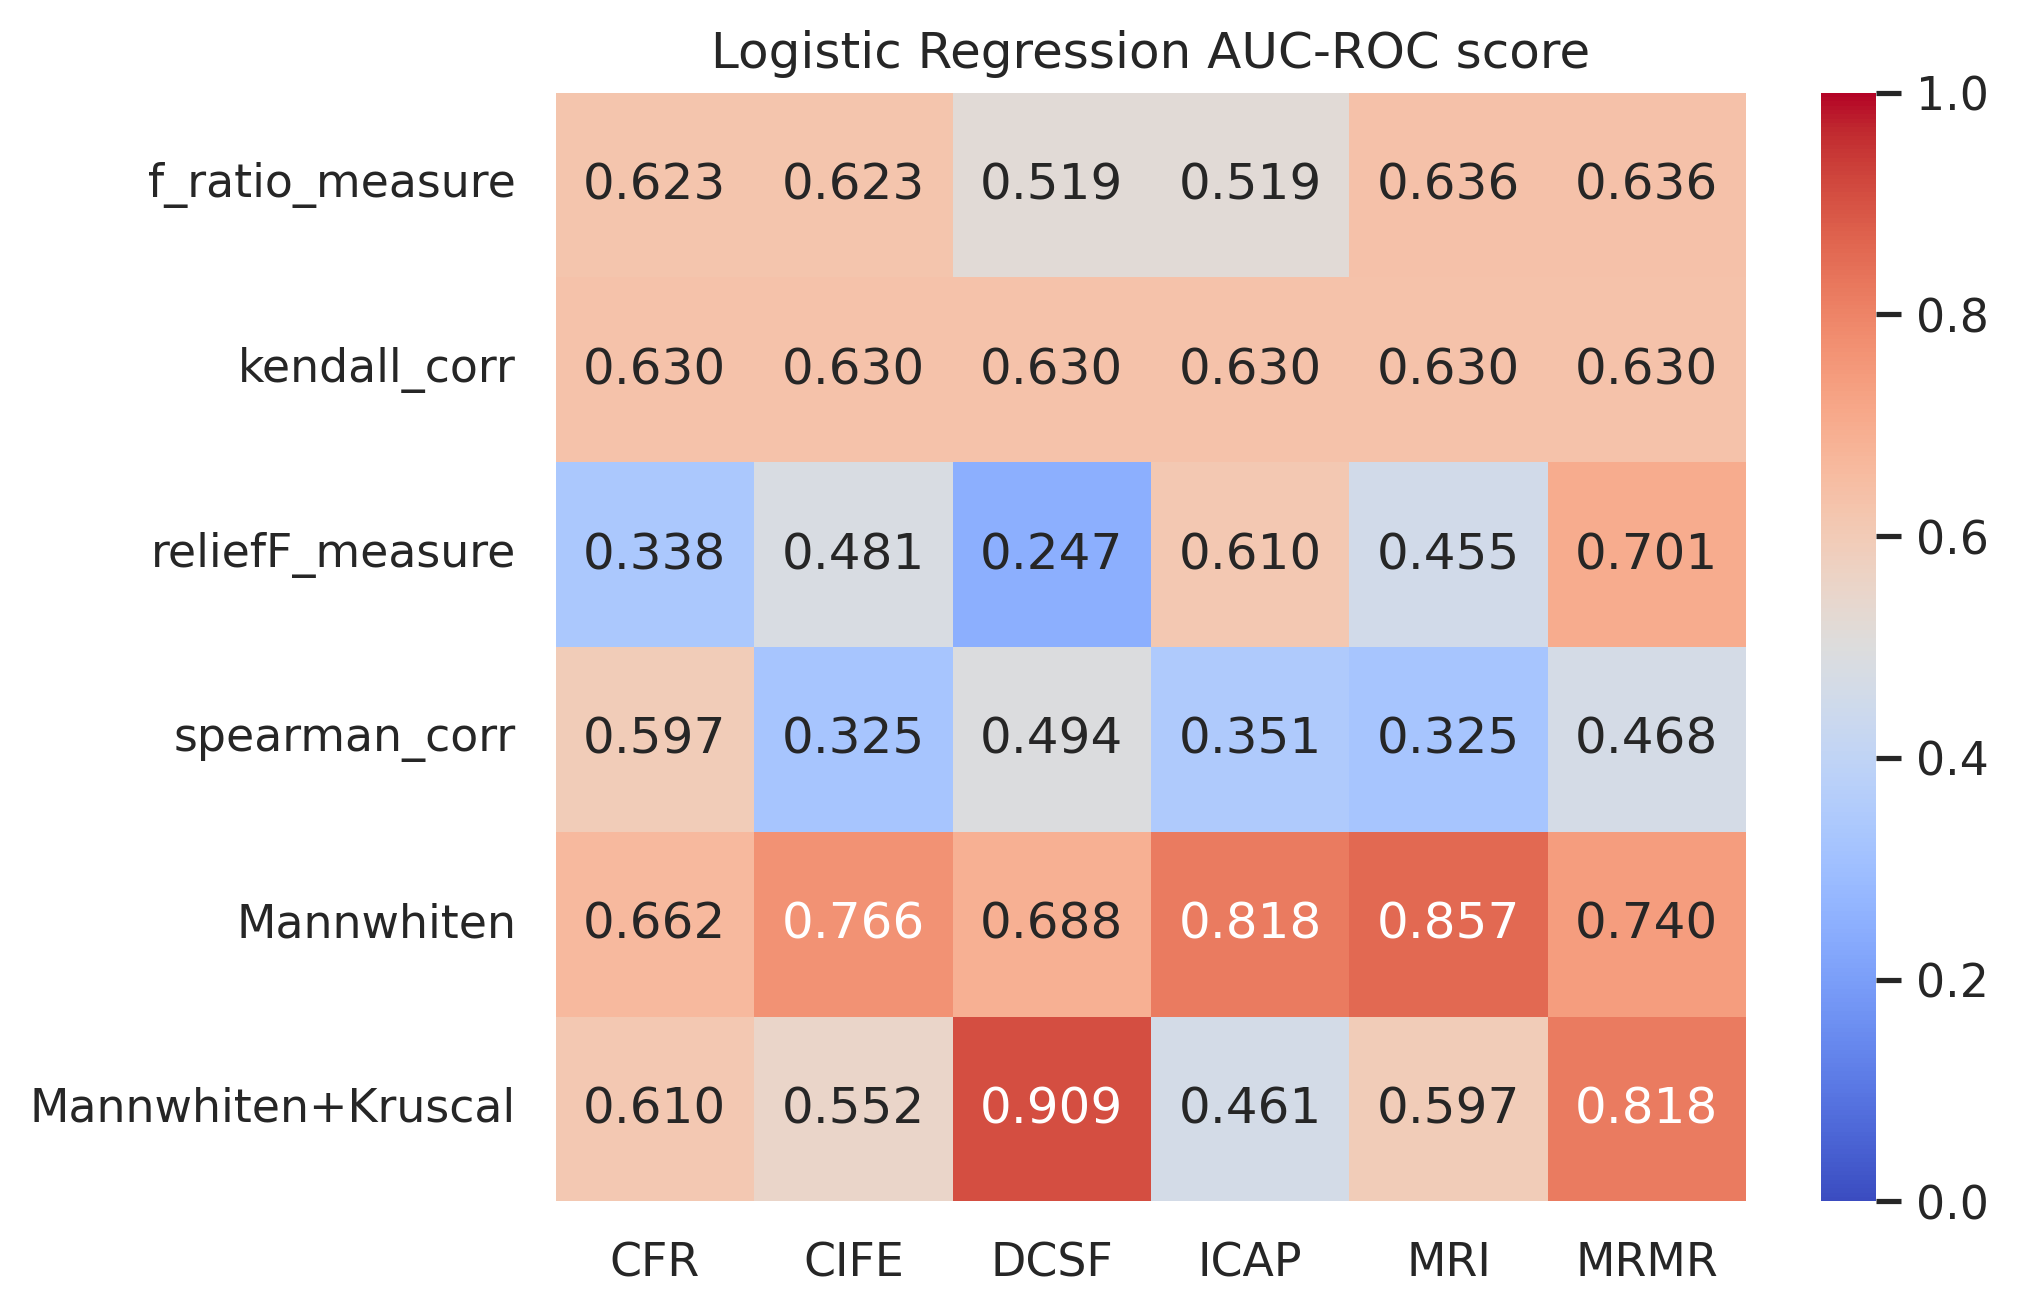 Logistic Regression AUC-ROC score
f_ratio_measure 0.623 0.623 0.519 0.519 0.636 0.636
kendall_corr 0.630 0.630 0.630 0.630 0.630 0.630
reliefF_measure 0.338 0.481 0.247 0.610 0.455 0.701
spearman_corr 0.597 0.325 0.494 0.351 0.325 0.468
Mannwhiten 0.662 0.766 0.688 0.818 0.857 0.740
Mannwhiten+Kruscal 0.610 0.552 0.909 0.461 0.597 0.818
CFR CIFE DCSF ICAP MRI MRMR
1.0
0.8
0.6
0.4
0.2
0.0